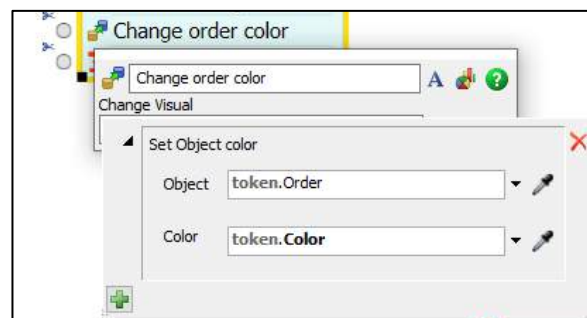 Change order color
Change order color
A
?
Change Visual
Set Object color
Object token.Order
Color token.Color